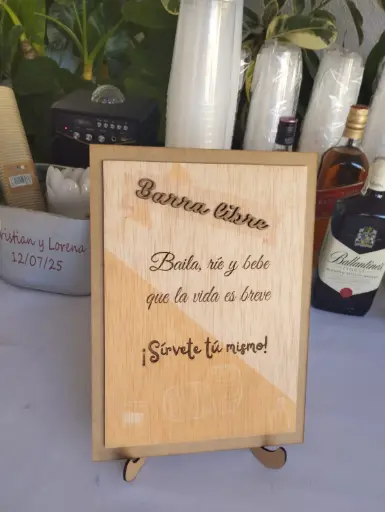 Barra libre
Baila, ríe y bebe
que la vida es breve
¡Sírvete tú mismo!
ristian y Lorena
12/07/25
Ballantine's